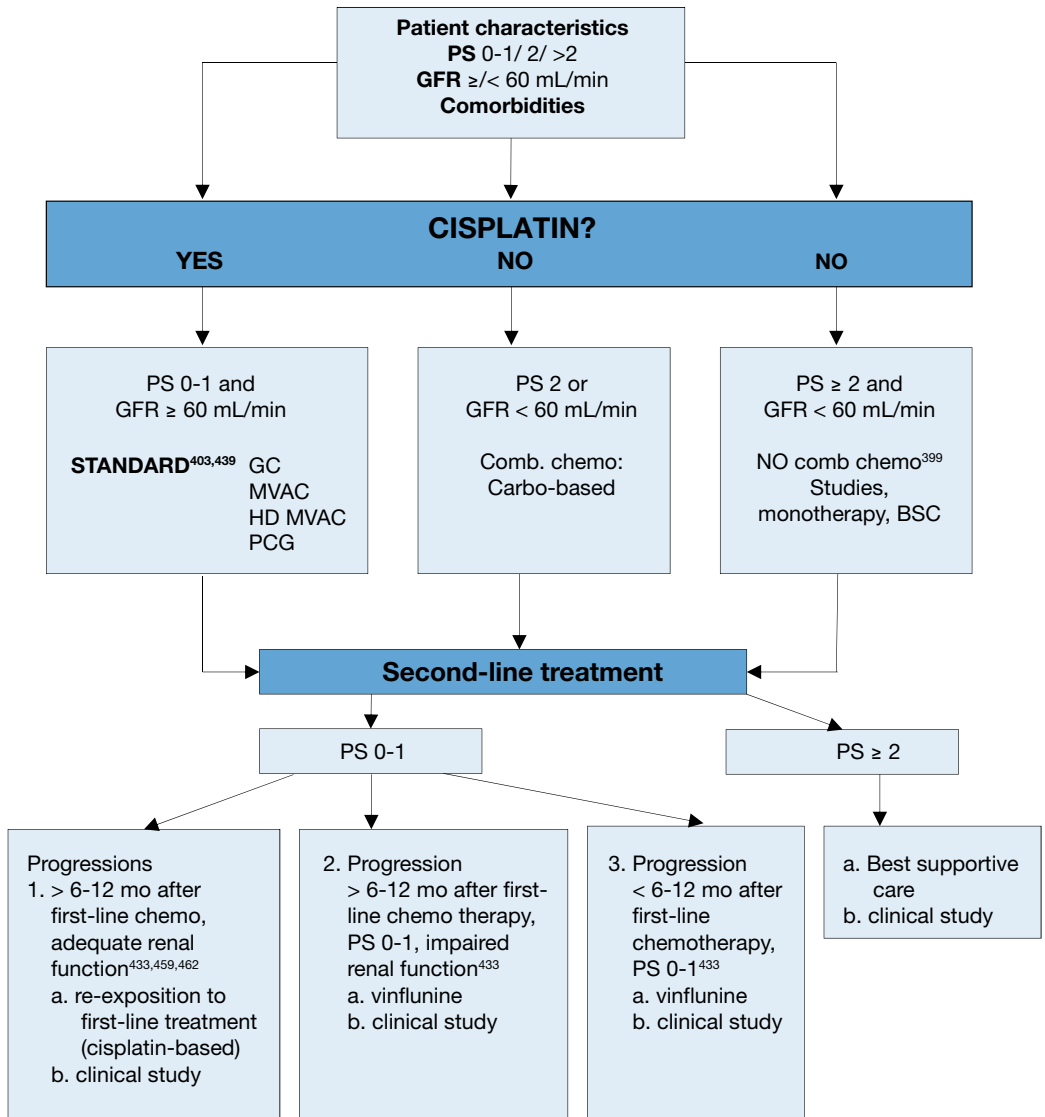 Patient characteristics
PS 0-1/ 2/ >2
GFR ≥/< 60 mL/min
Comorbidities
CISPLATIN?
YES
NO
NO
PS 0-1 and
GFR ≥ 60 mL/min
STANDARD403,439 GC
MVAC
HD MVAC
PCG
PS 2 or
GFR < 60 mL/min
Comb. chemo:
Carbo-based
PS ≥ 2 and
GFR < 60 mL/min
NO comb chemo399
Studies,
monotherapy, BSC
Second-line treatment
PS 0-1
PS ≥ 2
Progressions
1. > 6-12 mo after
first-line chemo,
adequate renal
function433,459,462
a. re-exposition to
first-line treatment
(cisplatin-based)
b. clinical study
2. Progression
> 6-12 mo after first-
line chemo therapy,
PS 0-1, impaired
renal function433
a. vinflunine
b. clinical study
3. Progression
< 6-12 mo after
first-line
chemotherapy,
PS 0-1433
a. vinflunine
b. clinical study
a. Best supportive
care
b. clinical study